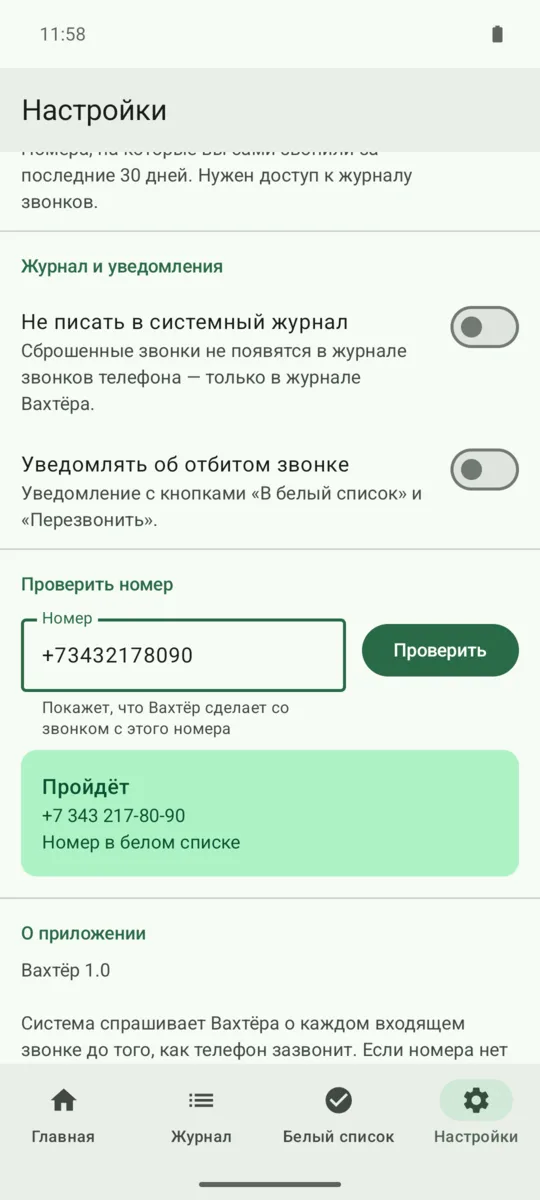 11:58
Настройки
последние 30 дней. Нужен доступ к журналу
звонков.
Журнал и уведомления
Не писать в системный журнал
Сброшенные звонки не появятся в журнале
звонков телефона — только в журнале
Вахтёра.
Уведомлять об отбитом звонке
Уведомление с кнопками «В белый список» и
«Перезвонить».
Проверить номер
Номер
+73432178090
Проверить
Покажет, что Вахтёр сделает со
звонком с этого номера
Пройдёт
+7 343 217-80-90
Номер в белом списке
О приложении
Вахтёр 1.0
Система спрашивает Вахтёра о каждом входящем
звонке до того, как телефон зазвонит. Если номера нет
Главная
Журнал
Белый список
Настройки